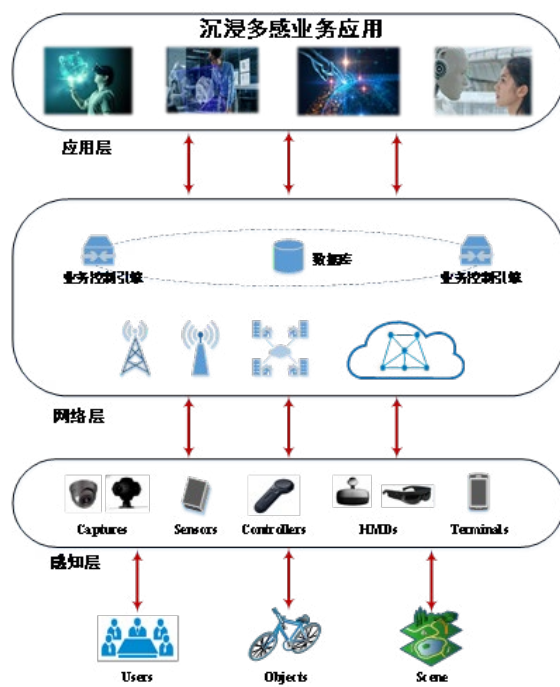 沉浸多感业务应用
应用层
业务控制引擎
数据库
业务控制引擎
网络层
Captures
Sensors
Controllers
HMDs
Terminals
感知层
Users
Objects
Scene